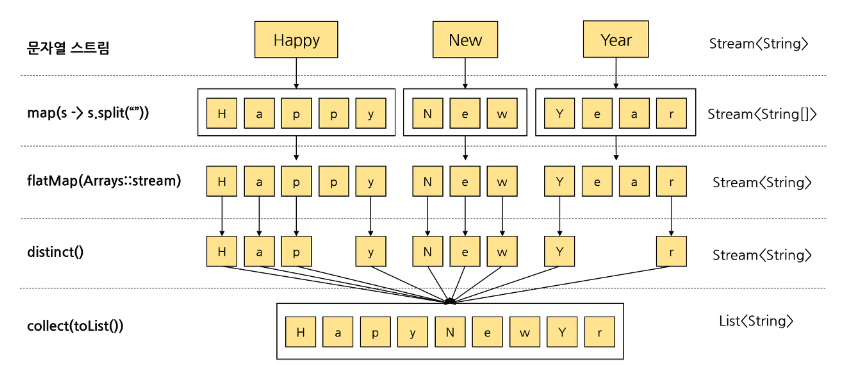 문자열 스트림 Happy New Year Stream<String>
map(s -> s.split(“”)) H a p p y N e w Y e a r Stream<String[]>
flatMap(Arrays::stream) H a p p y N e w Y e a r Stream<String>
distinct() H a p y N e w Y r Stream<String>
collect(toList()) H a p y N e w Y r List<String>